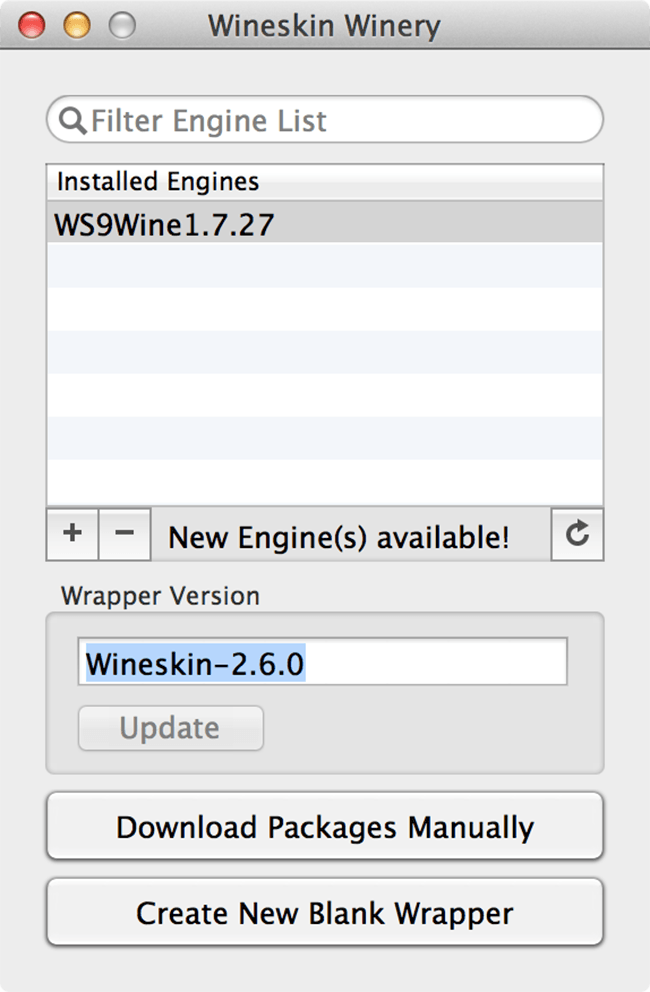 Wineskin Winery
Filter Engine List
Installed Engines
WS9Wine1.7.27
+ − New Engine(s) available!
Wrapper Version
Wineskin-2.6.0
Update
Download Packages Manually
Create New Blank Wrapper